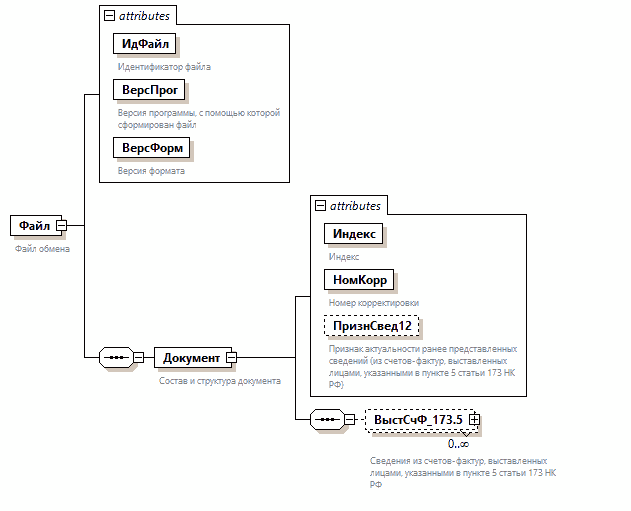 attributes
ИдФайл
Идентификатор файла
ВерсПрог
Версия программы, с помощью которой
сформирован файл
ВерсФорм
Версия формата
Файл
Файл обмена
Документ
Состав и структура документа
attributes
Индекс
Индекс
НомКорр
Номер корректировки
ПризнСвед12
Признак актуальности ранее представленных
сведений (из счетов-фактур, выставленных
лицами, указанными в пункте 5 статьи 173 НК
РФ)
ВыстСчФ_173.5
0..∞
Сведения из счетов-фактур, выставленных
лицами, указанными в пункте 5 статьи 173 НК
РФ